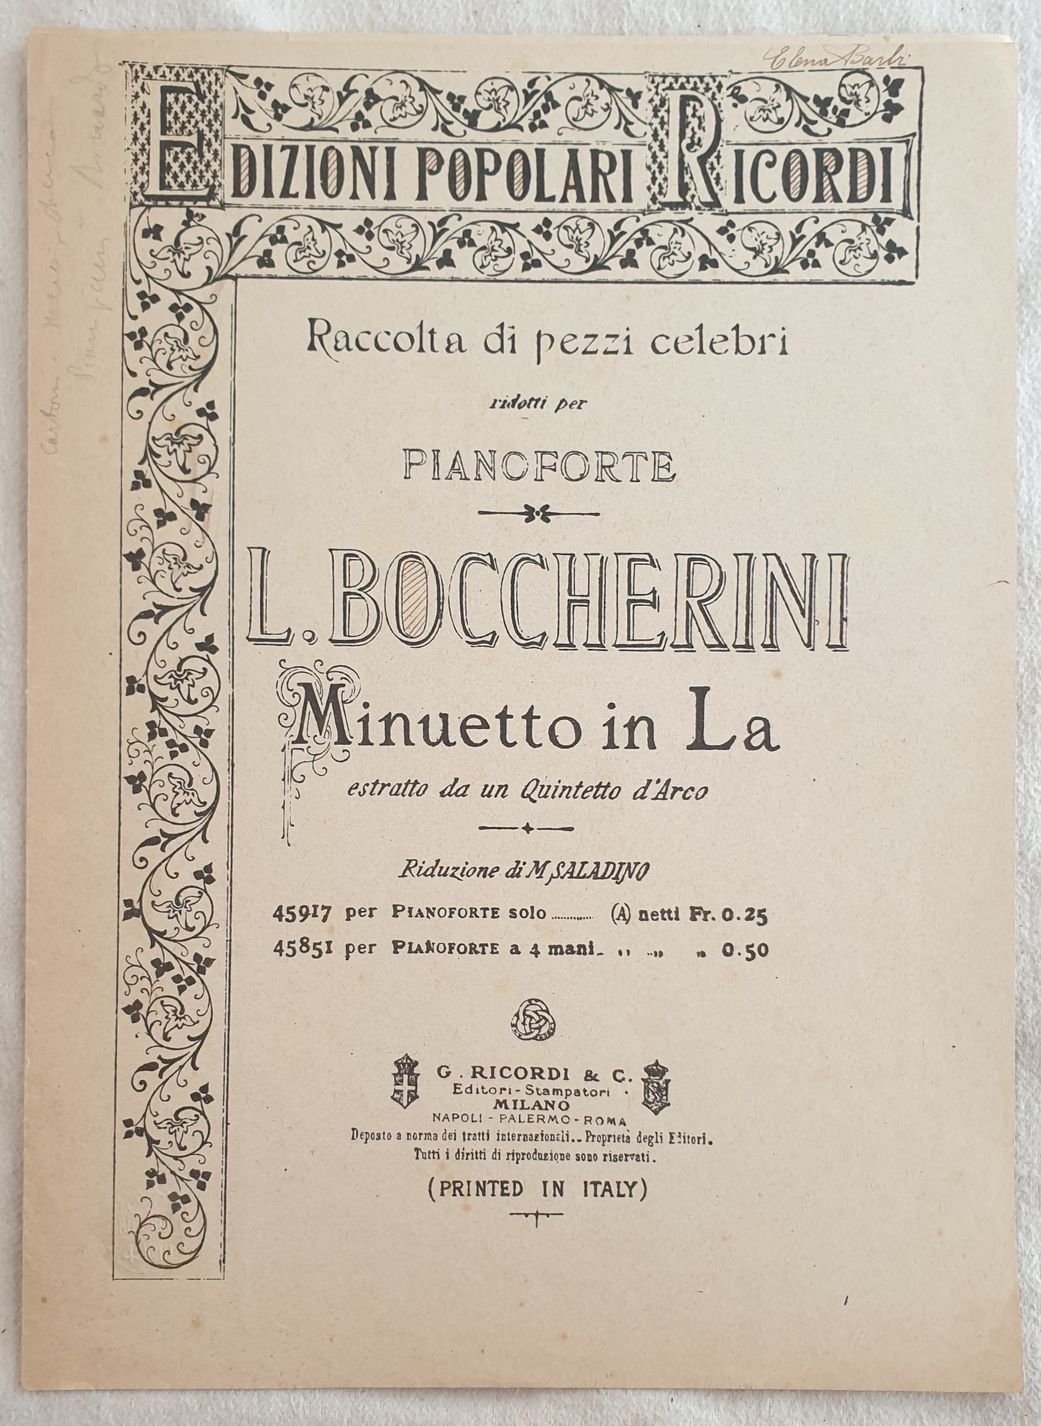 Elena Barbi
EDIZIONI POPOLARI RICORDI
Raccolta di pezzi celebri
ridotti per
PIANOFORTE
L. BOCCHERINI
Minuetto in La
estratto da un Quintetto d'Arco
Riduzione di M. SALADINO
45917 per PIANOFORTE solo ............ (A) netti Fr. 0.25
45851 per PIANOFORTE a 4 mani „ „ „ 0.50
G. RICORDI & C.
Editori-Stampatori
MILANO
NAPOLI - PALERMO - ROMA
Deposto a norma dei trattati internazionali.. Proprietà degli Editori.
Tutti i diritti di riproduzione sono riservati.
(PRINTED IN ITALY)